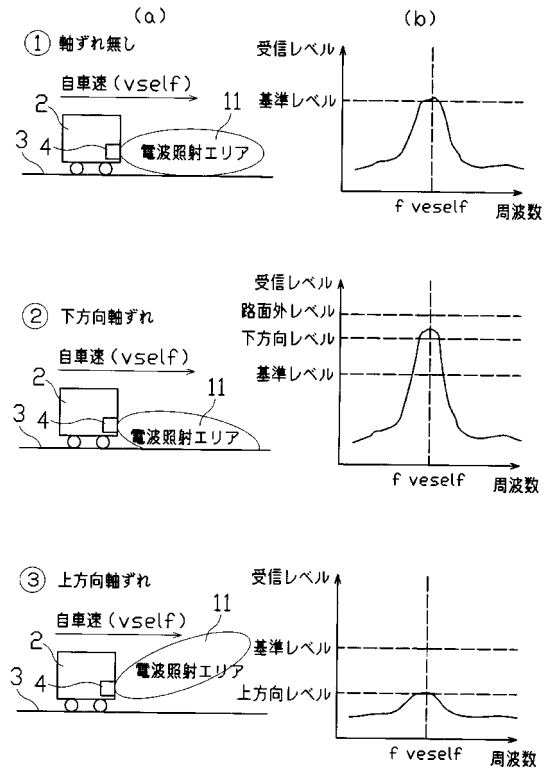 (a)
(b)
① 軸ずれ無し
自車速(vself)
2
11
3
4
電波照射エリア
受信レベル
基準レベル
f veself
周波数
② 下方向軸ずれ
自車速(vself)
2
11
3
4
電波照射エリア
受信レベル
路面外レベル
下方向レベル
基準レベル
f veself
周波数
③ 上方向軸ずれ
自車速(vself)
2
11
3
4
電波照射エリア
受信レベル
基準レベル
上方向レベル
f veself
周波数